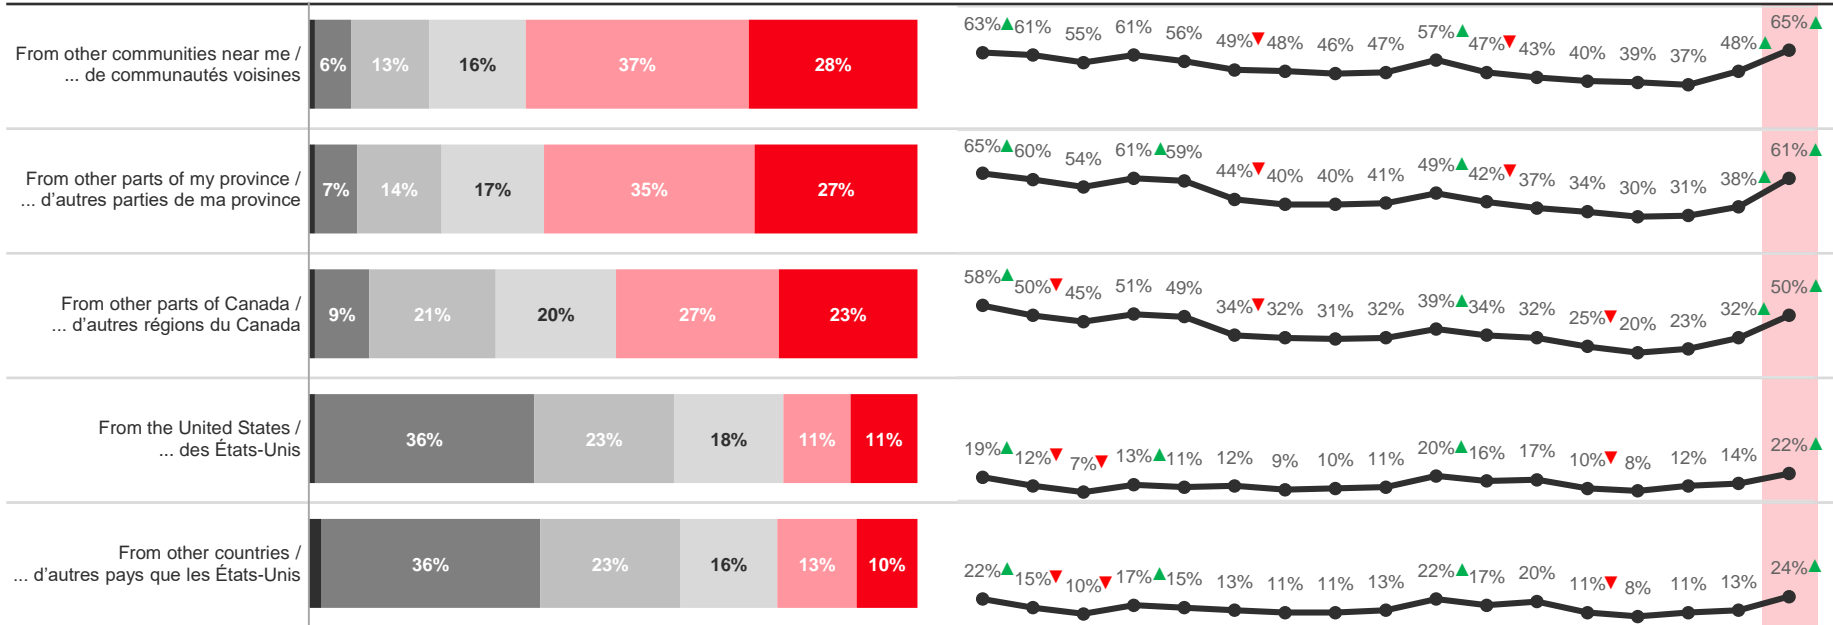 From other communities near me /
... de communautés voisines
6% 13% 16% 37% 28%
63% 61% 55% 61% 56% 49% 48% 46% 47% 57% 47% 43% 40% 39% 37% 48% 65%
From other parts of my province /
... d'autres parties de ma province
7% 14% 17% 35% 27%
65% 60% 54% 61% 59% 44% 40% 40% 41% 49% 42% 37% 34% 30% 31% 38% 61%
From other parts of Canada /
... d'autres régions du Canada
9% 21% 20% 27% 23%
58% 50% 45% 51% 49% 34% 32% 31% 32% 39% 34% 32% 25% 20% 23% 32% 50%
From the United States /
... des États-Unis
36% 23% 18% 11% 11%
19% 12% 7% 13% 11% 12% 9% 10% 11% 20% 16% 17% 10% 8% 12% 14% 22%
From other countries /
... d'autres pays que les États-Unis
36% 23% 16% 13% 10%
22% 15% 10% 17% 15% 13% 11% 11% 13% 22% 17% 20% 11% 8% 11% 13% 24%